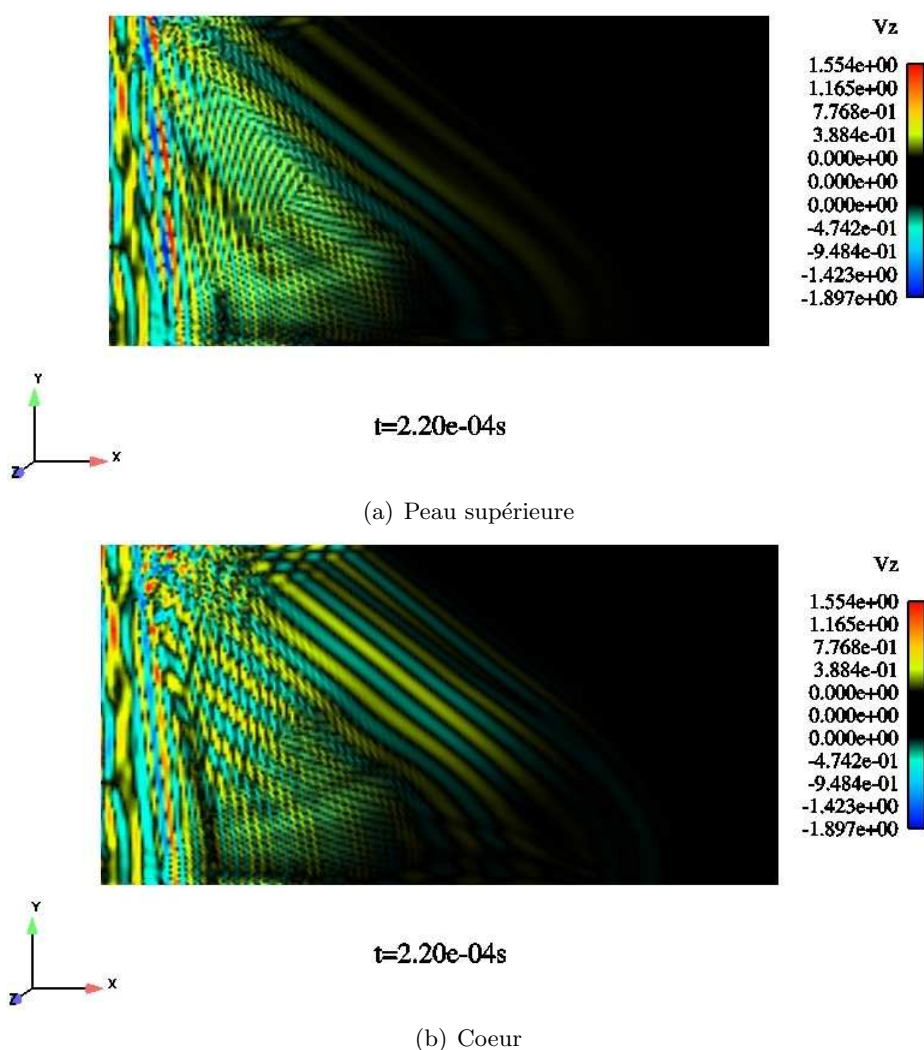 Vz
1.554e+00
1.165e+00
7.768e-01
3.884e-01
0.000e+00
0.000e+00
0.000e+00
-4.742e-01
-9.484e-01
-1.423e+00
-1.897e+00
Y
X
Z
t=2.20e-04s
(a) Peau supérieure
Vz
1.554e+00
1.165e+00
7.768e-01
3.884e-01
0.000e+00
0.000e+00
0.000e+00
-4.742e-01
-9.484e-01
-1.423e+00
-1.897e+00
Y
X
Z
t=2.20e-04s
(b) Coeur